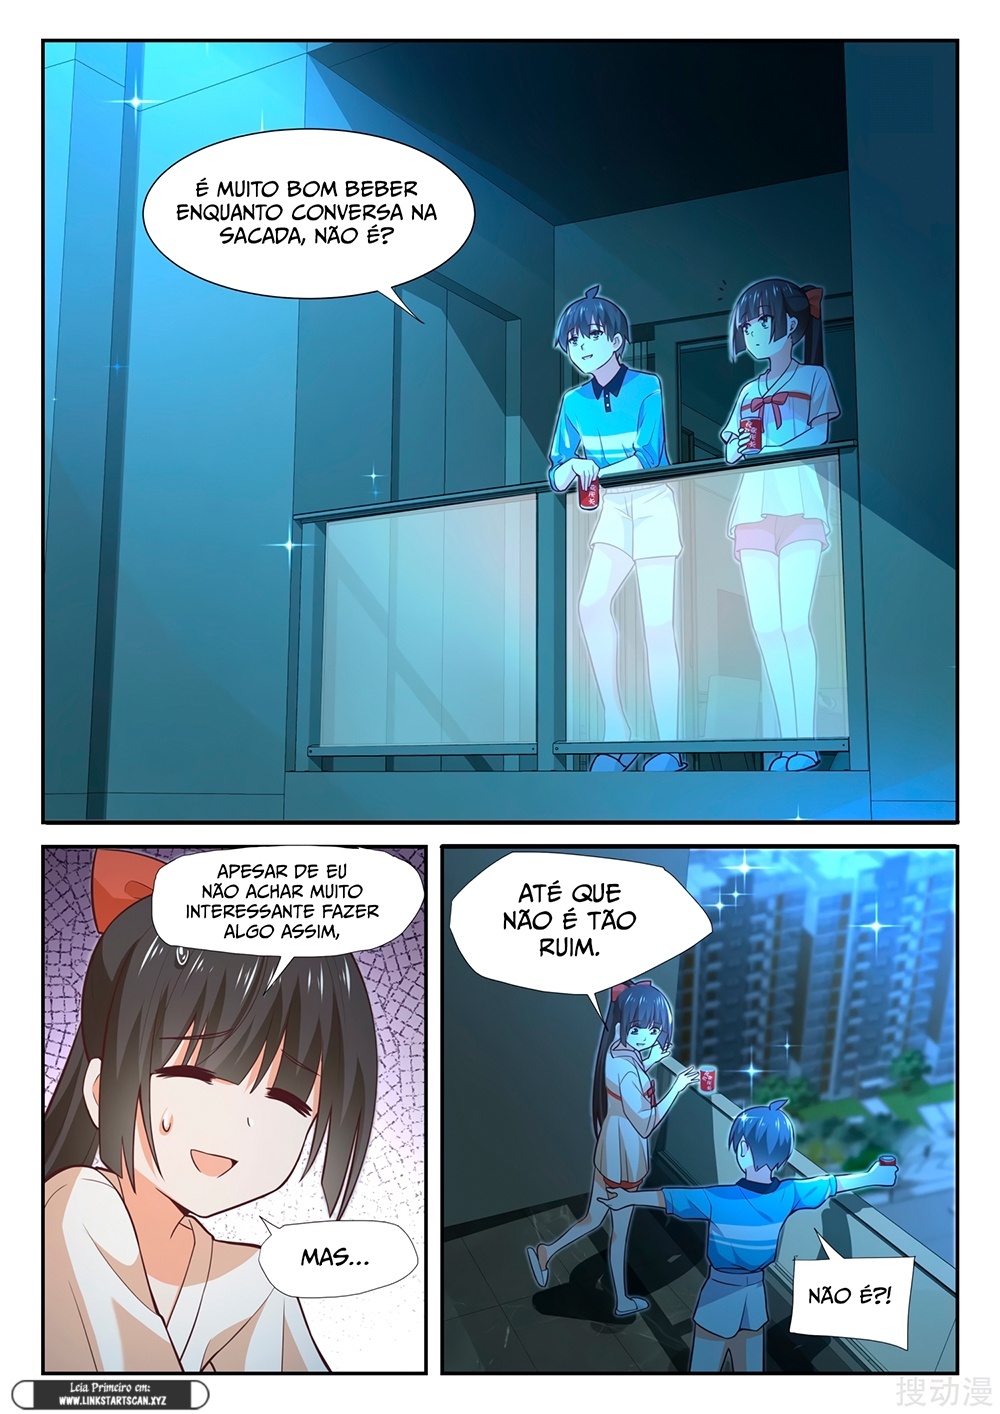 É MUITO BOM BEBER
ENQUANTO CONVERSA NA
SACADA, NÃO É?
APESAR DE EU
NÃO ACHAR MUITO
INTERESSANTE FAZER
ALGO ASSIM,
MAS...
ATÉ QUE
NÃO É TÃO
RUIM.
NÃO É?!
Leia Primeiro em:
WWW.LINKSTARTSCAN.XYZ
搜动漫